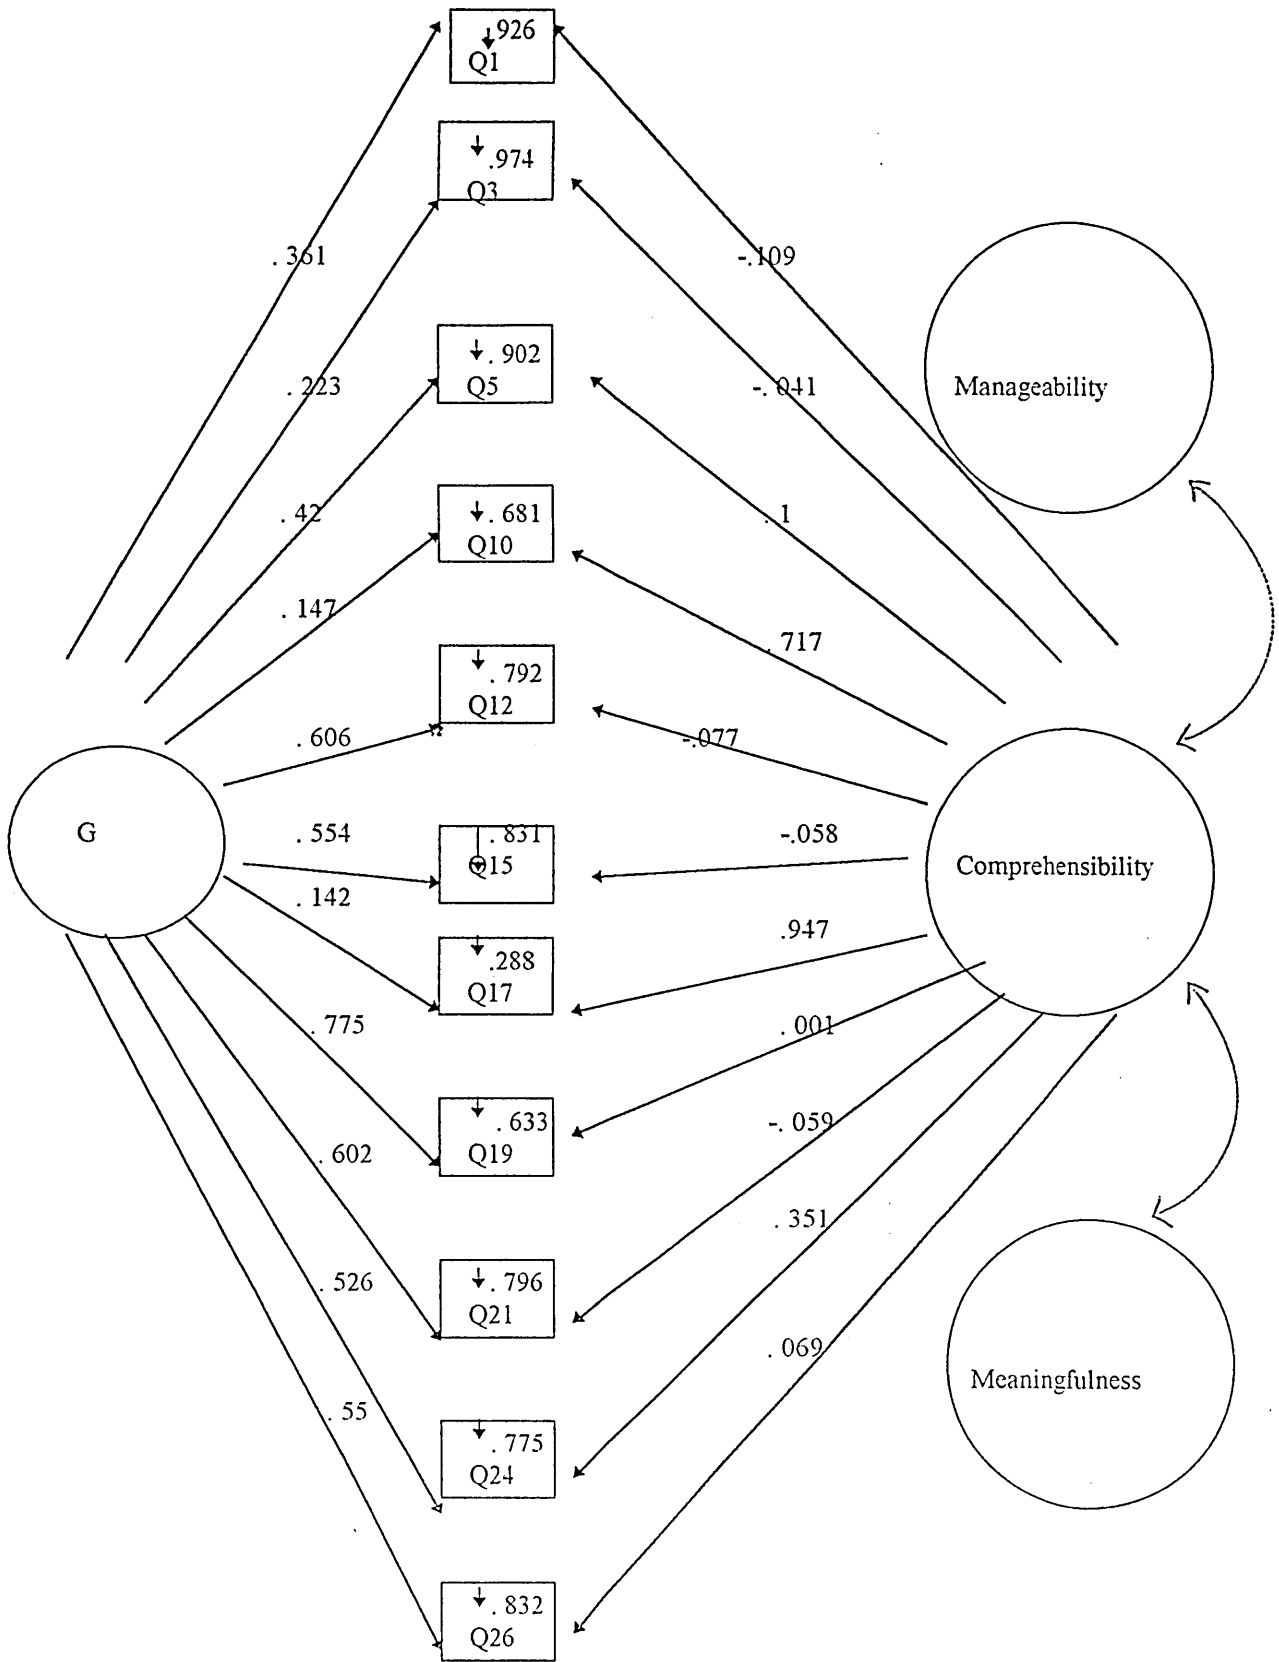 .926
Q1
.974
Q3
. 361
-.109
. 902
Q5
. 223
-. 041
Manageability
. 681
Q10
. 42
. 1
. 147
. 717
. 792
Q12
. 606
-.077
G
. 554
. 831
Q15
-.058
Comprehensibility
. 142
.947
.288
Q17
. 775
. 001
. 633
Q19
. 602
-. 059
. 351
. 526
. 796
Q21
. 069
Meaningfulness
. 55
. 775
Q24
. 832
Q26